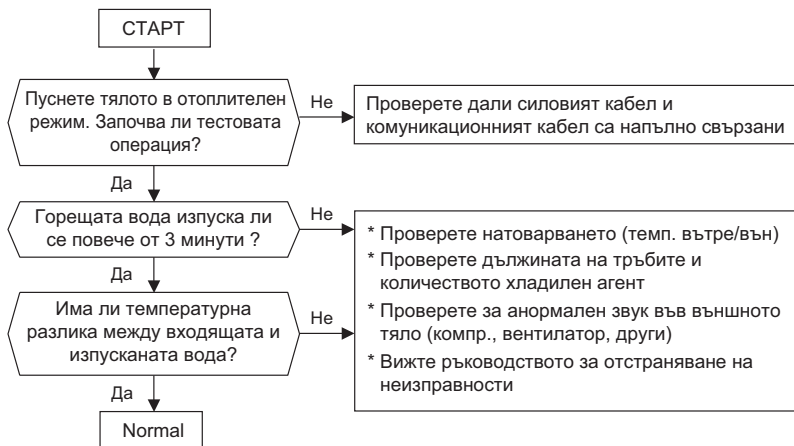 СТАРТ
Пуснете тялото в отоплителен
режим. Започва ли тестовата
операция?
Не
Проверете дали силовият кабел и
комуникационният кабел са напълно свързани
Да
Горещата вода изпуска ли
се повече от 3 минути ?
Не
* Проверете натоварването (темп. вътре/вън)
* Проверете дължината на тръбите и
количеството хладилен агент
* Проверете за анормален звук във външното
тяло (компр., вентилатор, други)
* Вижте ръководството за отстраняване на
неизправности
Да
Има ли температурна
разлика между входящата и
изпусканата вода?
Не
Да
Normal